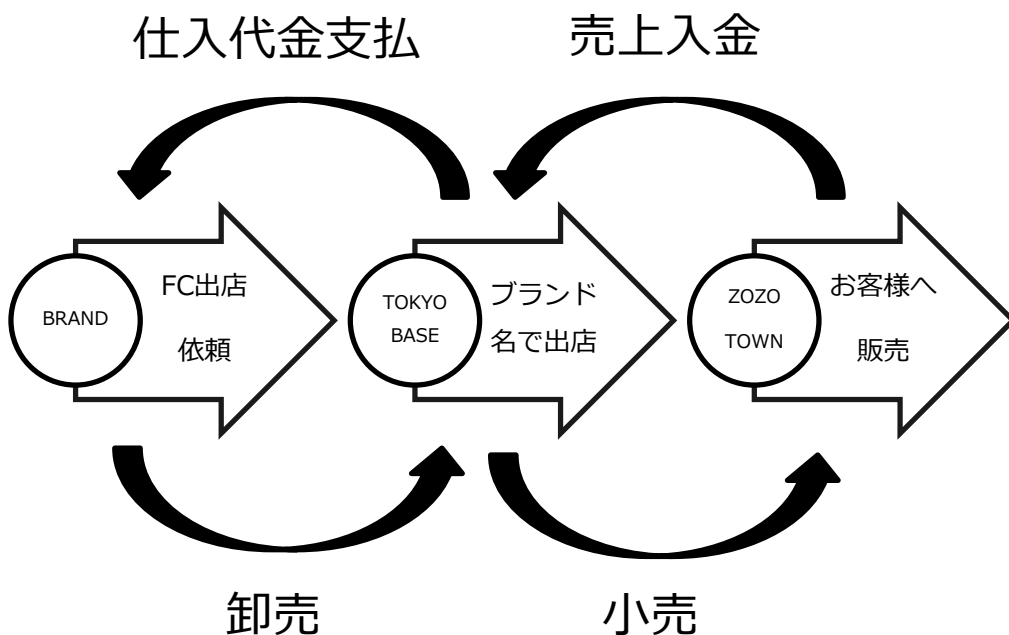 仕入代金支払
売上入金
BRAND
FC出店
依頼
TOKYO
BASE
ブランド
名で出店
ZOZO
TOWN
お客様へ
販売
卸売
小売